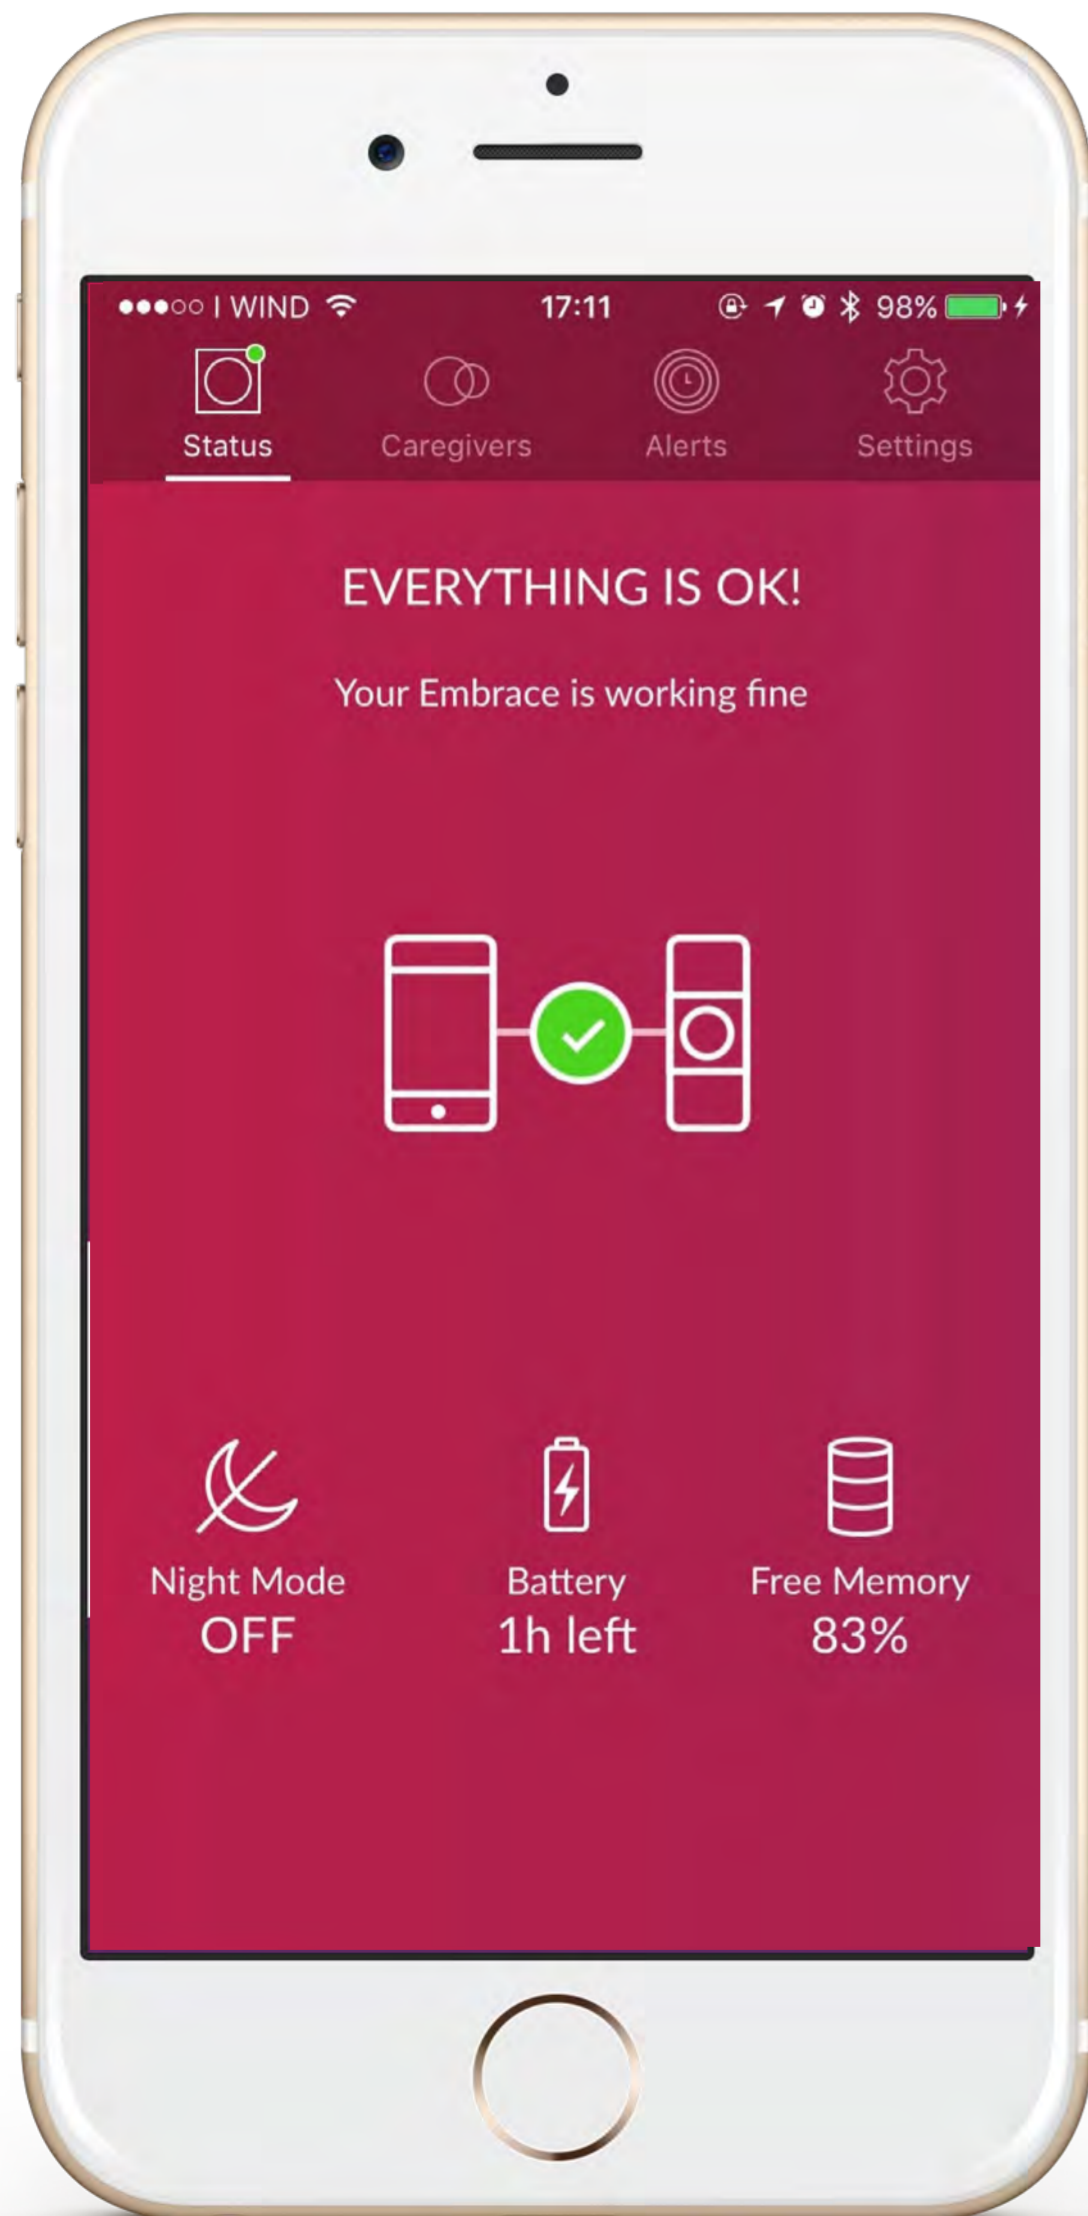 I WIND 17:11 98%
Status Caregivers Alerts Settings
EVERYTHING IS OK!
Your Embrace is working fine
Night Mode Battery Free Memory
OFF 1h left 83%